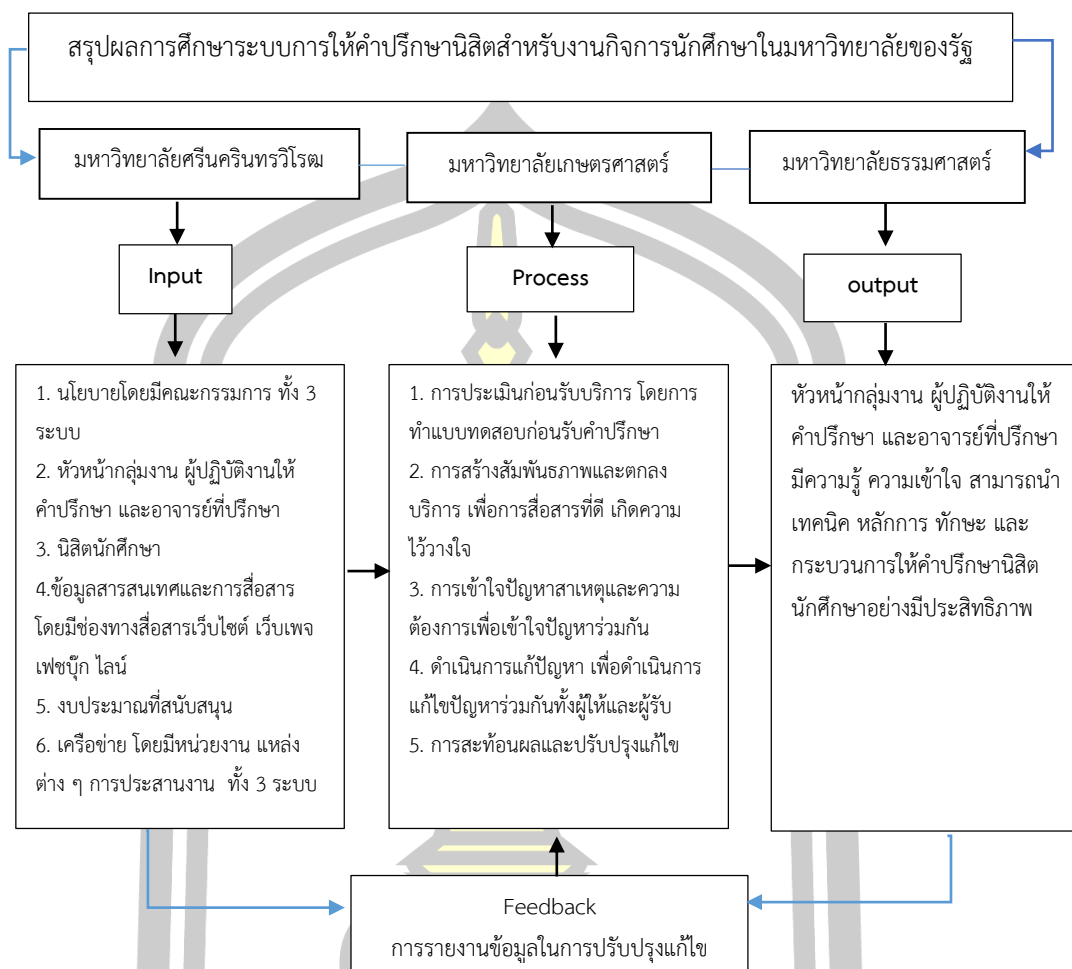 สรุปผลการศึกษาระบบการให้คำปรึกษานิสิตสำหรับงานกิจการนักศึกษาในมหาวิทยาลัยของรัฐ
มหาวิทยาลัยศรีนครินทรวิโรฒ
มหาวิทยาลัยเกษตรศาสตร์
มหาวิทยาลัยธรรมศาสตร์
Input
Process
output
1. นโยบายโดยมีคณะกรรมการ ทั้ง 3
ระบบ
2. หัวหน้ากลุ่มงาน ผู้ปฏิบัติงานให้
คำปรึกษา และอาจารย์ที่ปรึกษา
3. นิสิตนักศึกษา
4.ข้อมูลสารสนเทศและการสื่อสาร
โดยมีช่องทางสื่อสารเว็บไซต์ เว็บเพจ
เฟชบุ๊ก ไลน์
5. งบประมาณที่สนับสนุน
6. เครือข่าย โดยมีหน่วยงาน แหล่ง
ต่าง ๆ การประสานงาน ทั้ง 3 ระบบ
1. การประเมินก่อนรับบริการ โดยการ
ทำแบบทดสอบก่อนรับคำปรึกษา
2. การสร้างสัมพันธภาพและตกลง
บริการ เพื่อการสื่อสารที่ดี เกิดความ
ไว้วางใจ
3. การเข้าใจปัญหาสาเหตุและความ
ต้องการเพื่อเข้าใจปัญหาร่วมกัน
4. ดำเนินการแก้ปัญหา เพื่อดำเนินการ
แก้ไขปัญหาร่วมกันทั้งผู้ให้และผู้รับ
5. การสะท้อนผลและปรับปรุงแก้ไข
หัวหน้ากลุ่มงาน ผู้ปฏิบัติงานให้
คำปรึกษา และอาจารย์ที่ปรึกษา
มีความรู้ ความเข้าใจ สามารถนำ
เทคนิค หลักการ ทักษะ และ
กระบวนการให้คำปรึกษานิสิต
นักศึกษาอย่างมีประสิทธิภาพ
Feedback
การรายงานข้อมูลในการปรับปรุงแก้ไข